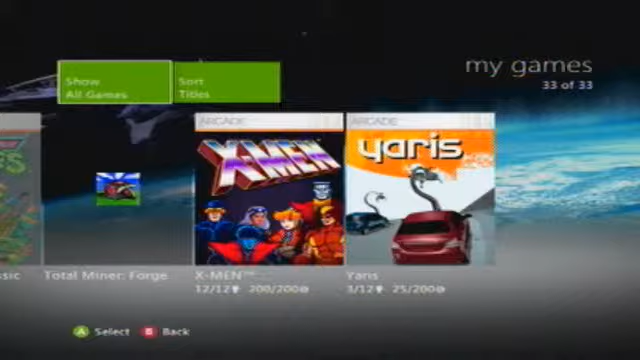 my games
33 of 33
Show
All Games
Sort
Titles
ARCADE
ARCADE
X-MEN
yaris
ssic
Total Miner: Forge
X-MEN™
12/12 200/200
Yaris
3/12 25/200
A Select B Back